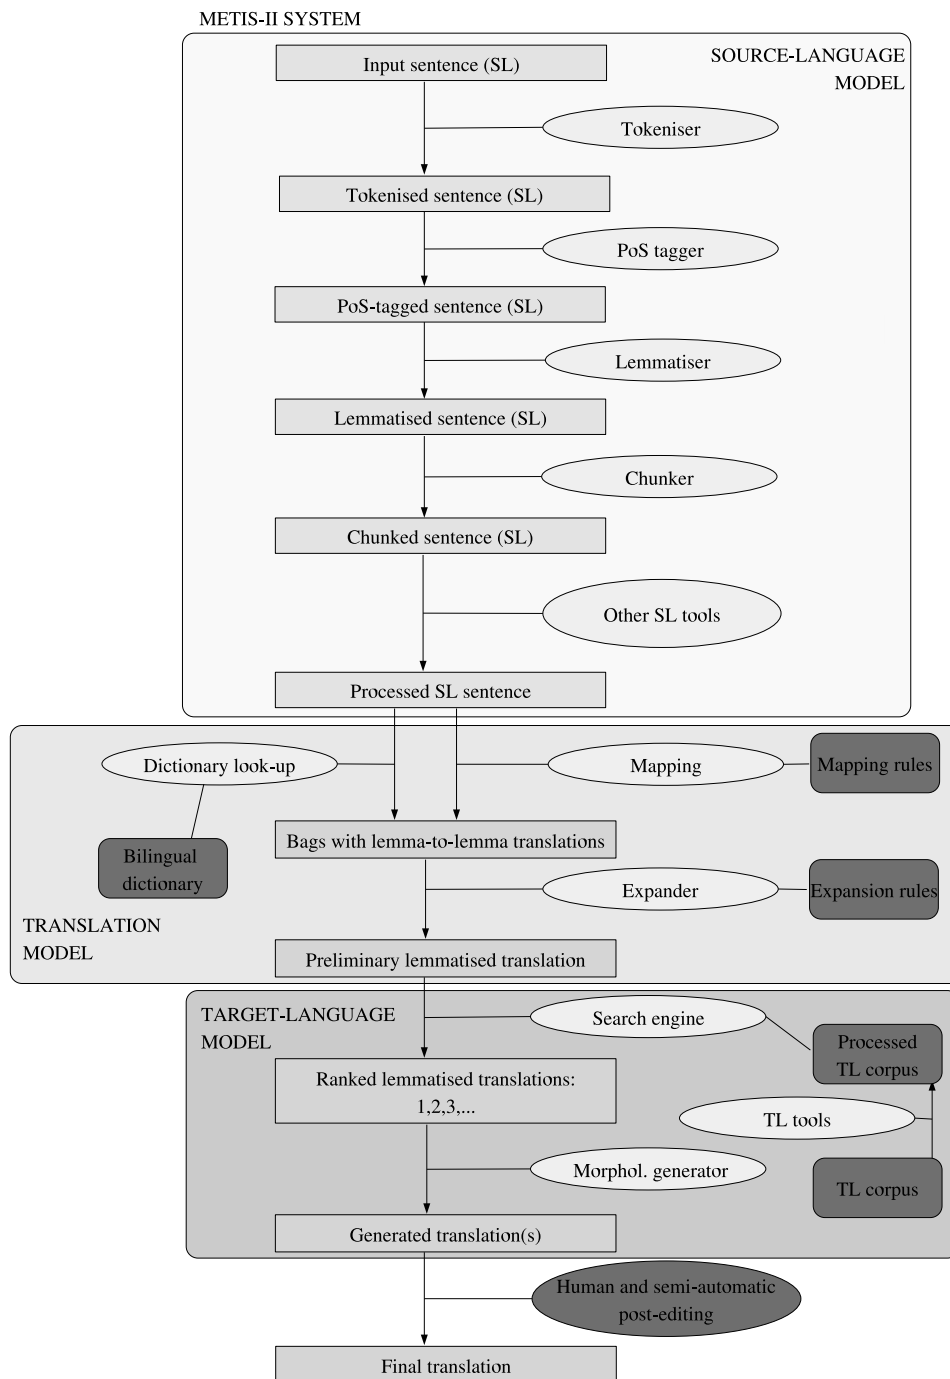 METIS-II SYSTEM
SOURCE-LANGUAGE
MODEL
Input sentence (SL)
Tokeniser
Tokenised sentence (SL)
PoS tagger
PoS-tagged sentence (SL)
Lemmatiser
Lemmatised sentence (SL)
Chunker
Chunked sentence (SL)
Other SL tools
Processed SL sentence
Dictionary look-up
Mapping
Mapping rules
Bags with lemma-to-lemma translations
Bilingual
dictionary
Expander
Expansion rules
TRANSLATION
MODEL
Preliminary lemmatised translation
TARGET-LANGUAGE
MODEL
Search engine
Processed
TL corpus
Ranked lemmatised translations:
1,2,3,...
TL tools
Morphol. generator
TL corpus
Generated translation(s)
Human and semi-automatic
post-editing
Final translation